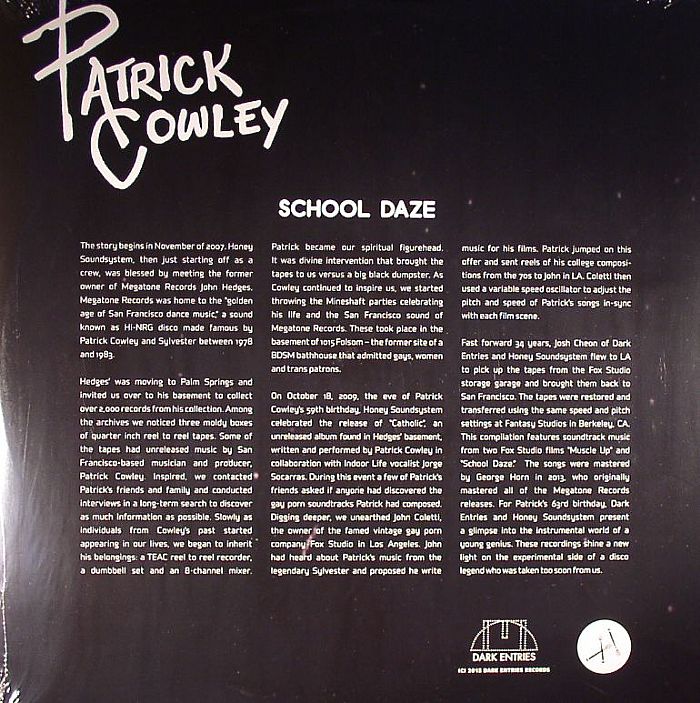 PATRICK
COWLEY
SCHOOL DAZE
The story begins in November of 2007. Honey
Soundsystem, then just starting off as a
crew, was blessed by meeting the former
owner of Megatone Records John Hedges.
Megatone Records was home to the "golden
age of San Francisco dance music," a sound
known as HI-NRG disco made famous by
Patrick Cowley and Sylvester between 1978
and 1983.
Hedges' was moving to Palm Springs and
invited us over to his basement to collect
over 2,000 records from his collection. Among
the archives we noticed three moldy boxes
of quarter inch reel to reel tapes. Some of
the tapes had unreleased music by San
Francisco-based musician and producer,
Patrick Cowley. Inspired, we contacted
Patrick's friends and family and conducted
interviews in a long-term search to discover
as much information as possible. Slowly as
individuals from Cowley's past started
appearing in our lives, we began to inherit
his belongings: a TEAC reel to reel recorder,
a dumbbell set and an 8-channel mixer.
Patrick became our spiritual figurehead.
It was divine intervention that brought the
tapes to us versus a big black dumpster. As
Cowley continued to inspire us, we started
throwing the Mineshaft parties celebrating
his life and the San Francisco sound of
Megatone Records. These took place in the
basement of 1015 Folsom – the former site of a
BDSM bathhouse that admitted gays, women
and trans patrons.
On October 18, 2009, the eve of Patrick
Cowley's 59th birthday, Honey Soundsystem
celebrated the release of "Catholic", an
unreleased album found in Hedges' basement,
written and performed by Patrick Cowley in
collaboration with Indoor Life vocalist Jorge
Socarras. During this event a few of Patrick's
friends asked if anyone had discovered the
gay porn soundtracks Patrick had composed.
Digging deeper, we unearthed John Coletti,
the owner of the famed vintage gay porn
company Fox Studio in Los Angeles. John
had heard about Patrick's music from the
legendary Sylvester and proposed he write
music for his films. Patrick jumped on this
offer and sent reels of his college composi-
tions from the 70s to John in LA. Coletti then
used a variable speed oscillator to adjust the
pitch and speed of Patrick's songs in-sync
with each film scene.
Fast forward 34 years, Josh Cheon of Dark
Entries and Honey Soundsystem flew to LA
to pick up the tapes from the Fox Studio
storage garage and brought them back to
San Francisco. The tapes were restored and
transferred using the same speed and pitch
settings at Fantasy Studios in Berkeley, CA.
This compilation features soundtrack music
from two Fox Studio films "Muscle Up" and
"School Daze." The songs were mastered
by George Horn in 2013, who originally
mastered all of the Megatone Records
releases. For Patrick's 63rd birthday, Dark
Entries and Honey Soundsystem present
a glimpse into the instrumental world of a
young genius. These recordings shine a new
light on the experimental side of a disco
legend who was taken too soon from us.
DARK ENTRIES
(C) 2013 DARK ENTRIES RECORDS